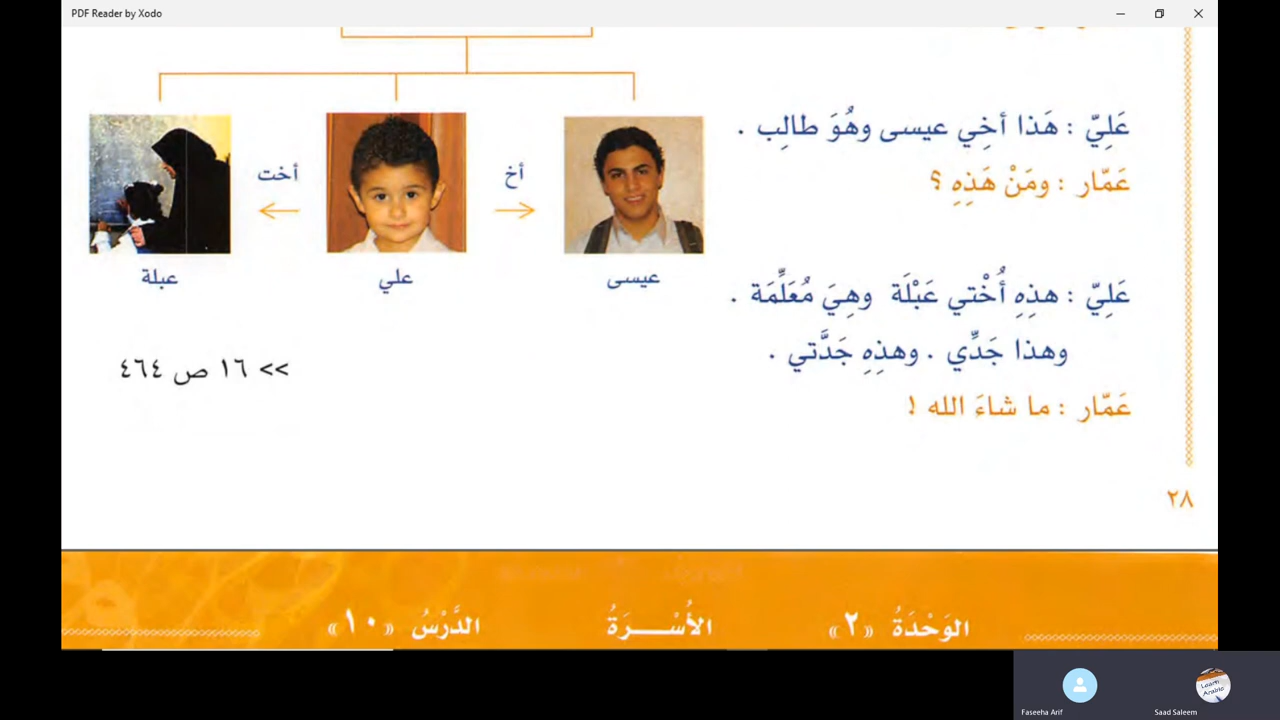 PDF Reader by Xodo
عَلِيّ : هَذا أخِي عيسى وهُوَ طالِب .
عَمّار : ومَنْ هَذِهِ ؟
أخت
أخ
عبلة
علي
عيسى
عَلِيّ : هذِهِ أُخْتي عَبْلَة وهِيَ مُعَلِّمَة .
وهذا جَدِّي . وهذِهِ جَدَّتي .
عَمّار : ما شاءَ الله !
>> ١٦ ص ٤٦٤
٢٨
الوَحْدَةُ «٢» الأُسْـــرَةُ الدَّرْسُ «١٠»
Faseeha Arif
Saad Saleem
Learn
Arabic